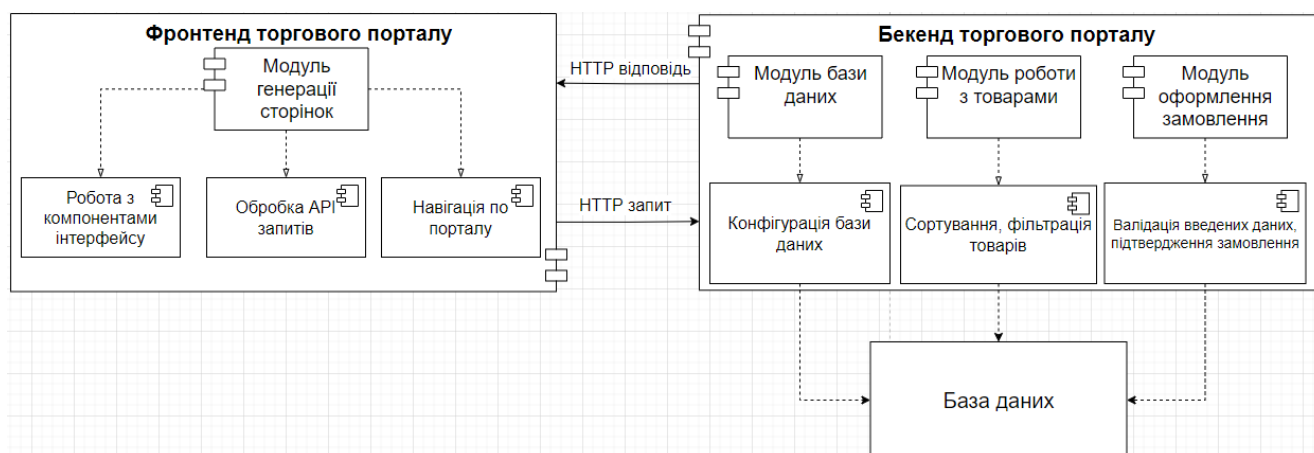 Фронтенд торгового порталу
Модуль
генерації
сторінок
Робота з
компонентами
інтерфейсу
Обробка API
запитів
Навігація по
порталу
HTTP відповідь
HTTP запит
Бекенд торгового порталу
Модуль бази
даних
Модуль роботи
з товарами
Модуль
оформлення
замовлення
Конфігурація бази
даних
Сортування, фільтрація
товарів
Валідація введених даних,
підтвердження замовлення
База даних